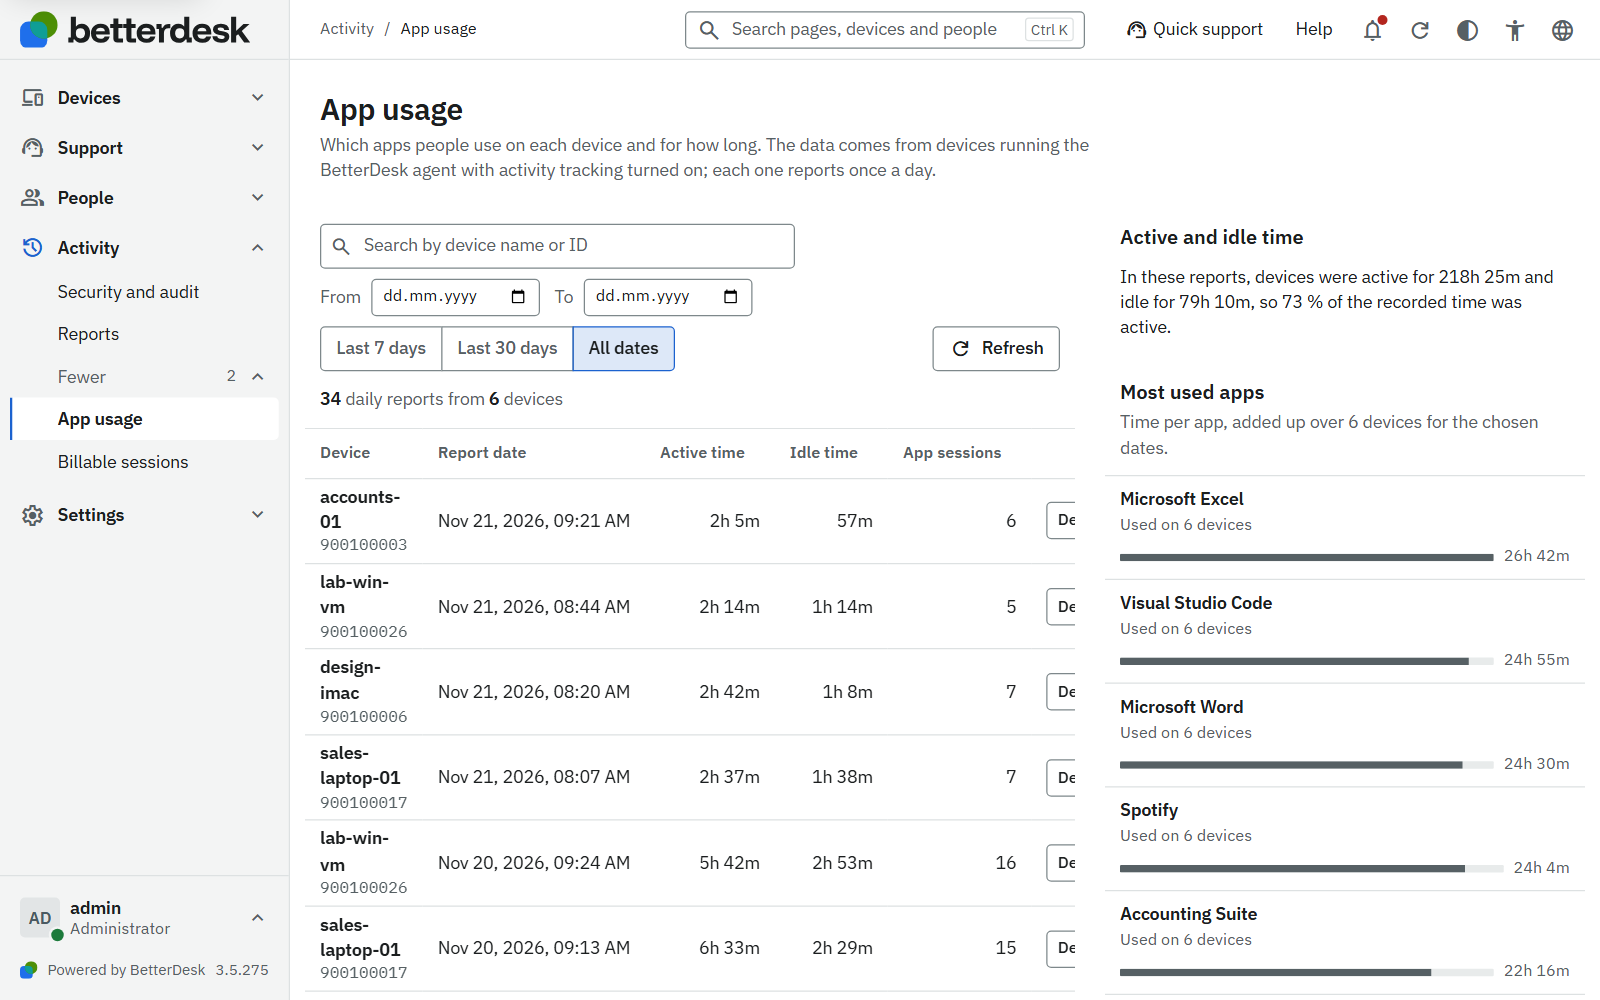 betterdesk
Activity / App usage
Search pages, devices and people Ctrl K
Quick support
Help
Devices
Support
People
Activity
Security and audit
Reports
Fewer 2
App usage
Billable sessions
Settings
AD
admin
Administrator
Powered by BetterDesk 3.5.275
App usage
Which apps people use on each device and for how long. The data comes from devices running the
BetterDesk agent with activity tracking turned on; each one reports once a day.
Search by device name or ID
From dd.mm.yyyy To dd.mm.yyyy
Last 7 days Last 30 days All dates Refresh
34 daily reports from 6 devices
Device Report date Active time Idle time App sessions
accounts-
01
900100003
Nov 21, 2026, 09:21 AM 2h 5m 57m 6 De
lab-win-
vm
900100026
Nov 21, 2026, 08:44 AM 2h 14m 1h 14m 5 De
design-
imac
900100006
Nov 21, 2026, 08:20 AM 2h 42m 1h 8m 7 De
sales-
laptop-01
900100017
Nov 21, 2026, 08:07 AM 2h 37m 1h 38m 7 De
lab-win-
vm
900100026
Nov 20, 2026, 09:24 AM 5h 42m 2h 53m 16 De
sales-
laptop-01
900100017
Nov 20, 2026, 09:13 AM 6h 33m 2h 29m 15 De
Active and idle time
In these reports, devices were active for 218h 25m and
idle for 79h 10m, so 73 % of the recorded time was
active.
Most used apps
Time per app, added up over 6 devices for the chosen
dates.
Microsoft Excel
Used on 6 devices
26h 42m
Visual Studio Code
Used on 6 devices
24h 55m
Microsoft Word
Used on 6 devices
24h 30m
Spotify
Used on 6 devices
24h 4m
Accounting Suite
Used on 6 devices
22h 16m